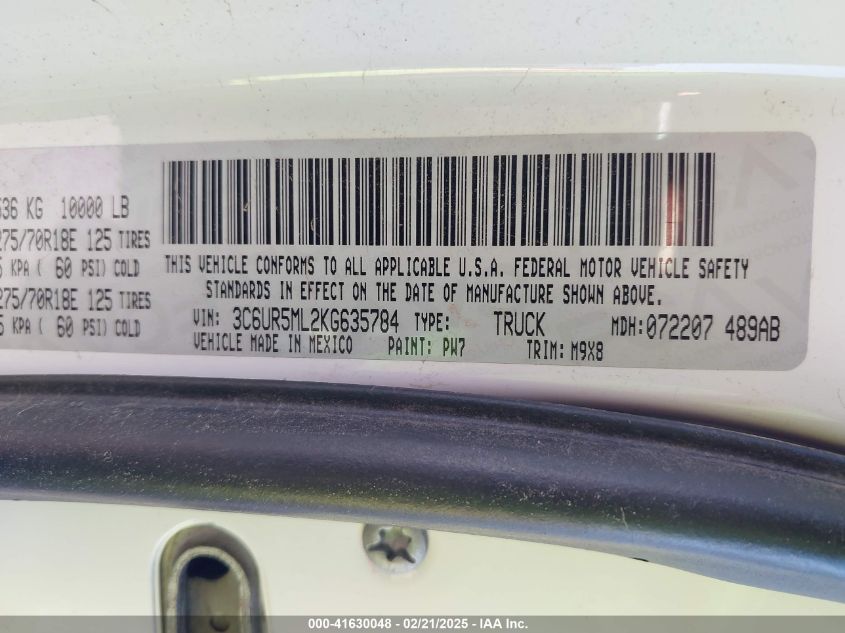 636 KG 10000 LB
275/70R18E 125 TIRES
5 KPA ( 60 PSI) COLD
275/70R18E 125 TIRES
5 KPA ( 60 PSI) COLD
THIS VEHICLE CONFORMS TO ALL APPLICABLE U.S.A. FEDERAL MOTOR VEHICLE SAFETY
STANDARDS IN EFFECT ON THE DATE OF MANUFACTURE SHOWN ABOVE.
VIN: 3C6UR5ML2KG635784 TYPE: TRUCK MDH:072207 489AB
VEHICLE MADE IN MEXICO PAINT: PW7 TRIM: M9X8
000-41630048 - 02/21/2025 - IAA Inc.